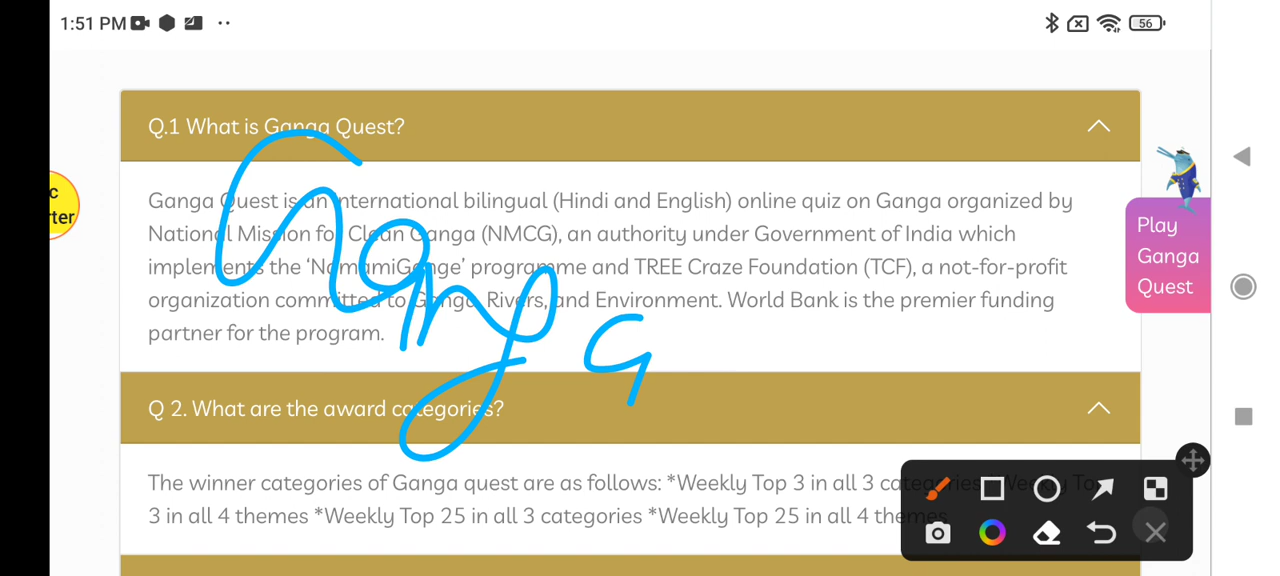 1:51 PM
56
Q.1 What is Ganga Quest?
Ganga Quest is an international bilingual (Hindi and English) online quiz on Ganga organized by
National Mission for Clean Ganga (NMCG), an authority under Government of India which
implements the ‘NamamiGange’ programme and TREE Craze Foundation (TCF), a not-for-profit
organization committed to Ganga, Rivers, and Environment. World Bank is the premier funding
partner for the program.
Ganga
Play
Ganga
Quest
Q 2. What are the award categories?
The winner categories of Ganga quest are as follows: *Weekly Top 3 in all 3 categories *Weekly Top
3 in all 4 themes *Weekly Top 25 in all 3 categories *Weekly Top 25 in all 4 themes